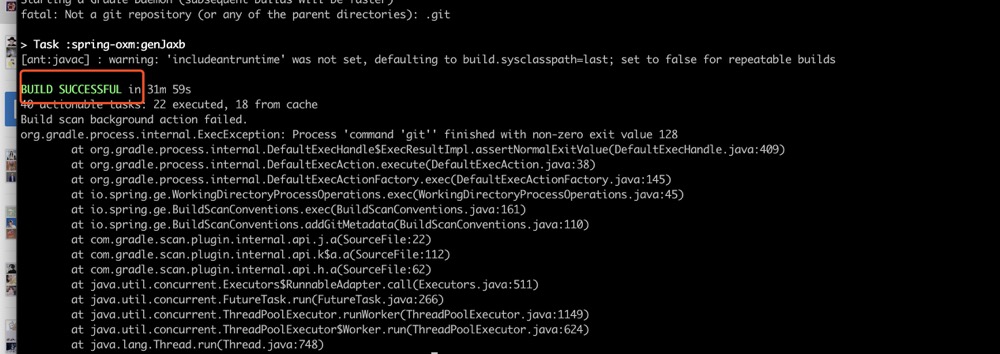 Starting a Gradle Daemon (subsequent builds will be faster)
fatal: Not a git repository (or any of the parent directories): .git
> Task :spring-oxm:genJaxb
[ant:javac] : warning: 'includeantruntime' was not set, defaulting to build.sysclasspath=last; set to false for repeatable builds
BUILD SUCCESSFUL in 31m 59s
40 actionable tasks: 22 executed, 18 from cache
Build scan background action failed.
org.gradle.process.internal.ExecException: Process 'command 'git'' finished with non-zero exit value 128
at org.gradle.process.internal.DefaultExecHandle$ExecResultImpl.assertNormalExitValue(DefaultExecHandle.java:409)
at org.gradle.process.internal.DefaultExecAction.execute(DefaultExecAction.java:38)
at org.gradle.process.internal.DefaultExecActionFactory.exec(DefaultExecActionFactory.java:145)
at io.spring.ge.WorkingDirectoryProcessOperations.exec(WorkingDirectoryProcessOperations.java:45)
at io.spring.ge.BuildScanConventions.exec(BuildScanConventions.java:161)
at io.spring.ge.BuildScanConventions.addGitMetadata(BuildScanConventions.java:110)
at com.gradle.scan.plugin.internal.api.j.a(SourceFile:22)
at com.gradle.scan.plugin.internal.api.k$a.a(SourceFile:112)
at com.gradle.scan.plugin.internal.api.h.a(SourceFile:62)
at java.util.concurrent.Executors$RunnableAdapter.call(Executors.java:511)
at java.util.concurrent.FutureTask.run(FutureTask.java:266)
at java.util.concurrent.ThreadPoolExecutor.runWorker(ThreadPoolExecutor.java:1149)
at java.util.concurrent.ThreadPoolExecutor$Worker.run(ThreadPoolExecutor.java:624)
at java.lang.Thread.run(Thread.java:748)